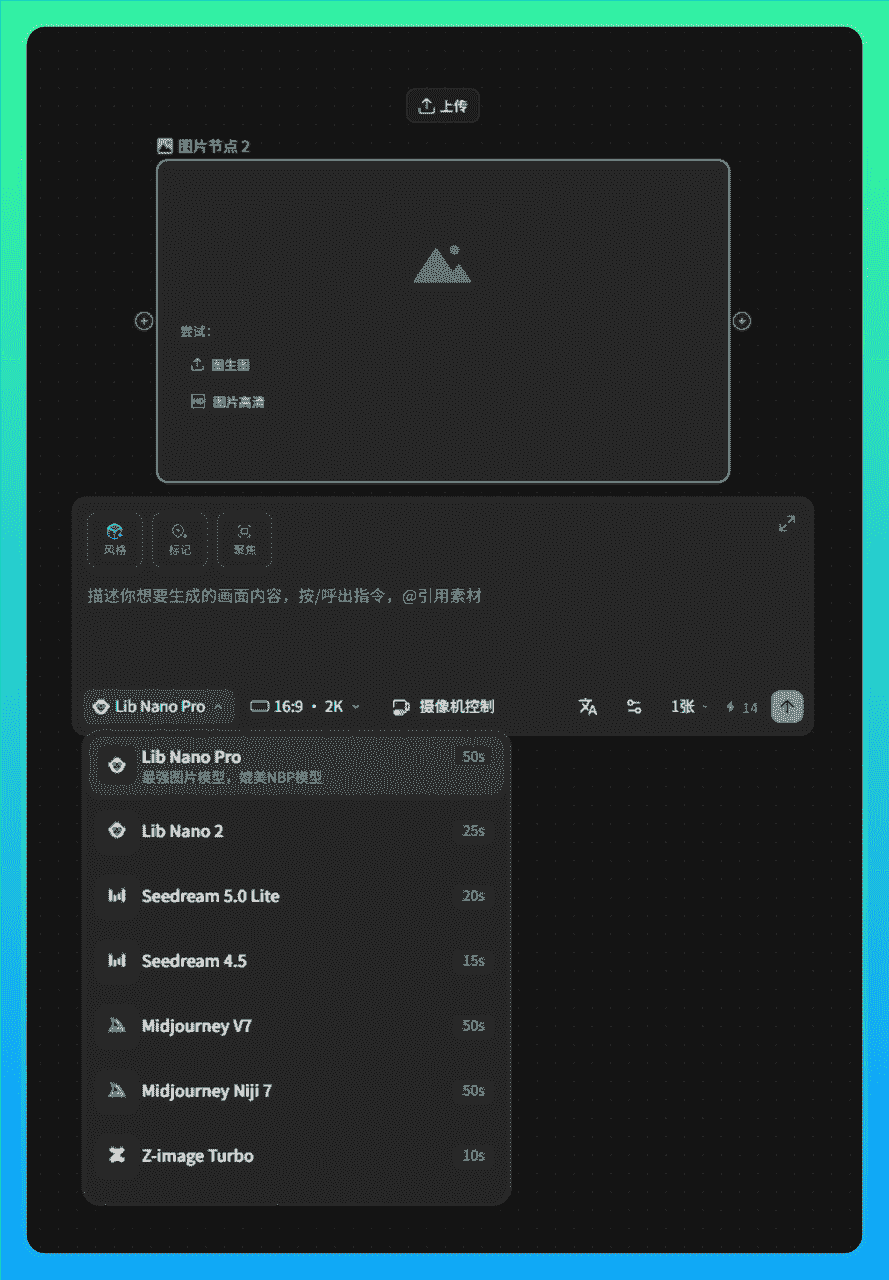 上传
图片节点 2
尝试：
图生图
HD 图片高清
风格 标记 聚焦
描述你想要生成的画面内容，按/呼出指令，@引用素材
Lib Nano Pro 16:9 · 2K 摄像机控制 1张 14
Lib Nano Pro 50s
最强图片模型，媲美NBP模型
Lib Nano 2 25s
Seedream 5.0 Lite 20s
Seedream 4.5 15s
Midjourney V7 50s
Midjourney Niji 7 50s
Z-image Turbo 10s